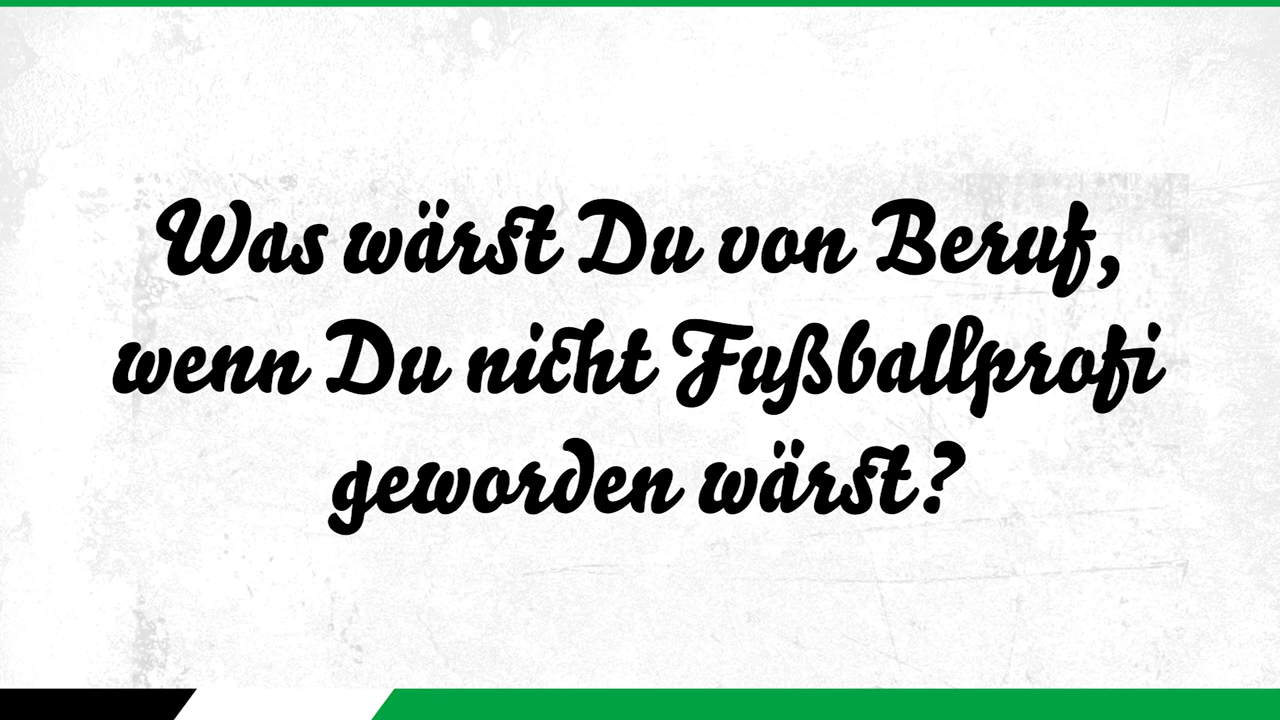 Was wärst Du von Beruf,
wenn Du nicht Fußballprofi
geworden wärst?